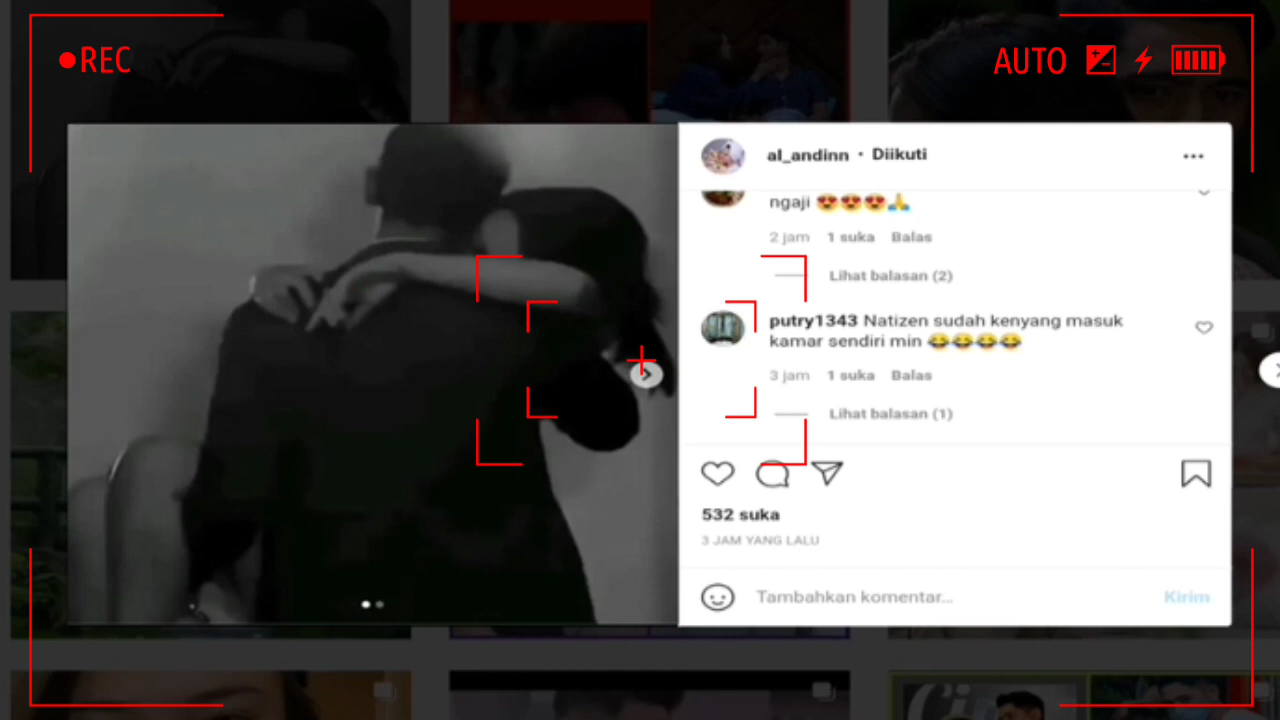 REC
AUTO
al_andinn • Diikuti
ngaji 😍😍😍🙏
2 jam 1 suka Balas
Lihat balasan (2)
putry1343 Natizen sudah kenyang masuk
kamar sendiri min 😂😂😂😂
3 jam 1 suka Balas
Lihat balasan (1)
532 suka
3 JAM YANG LALU
Tambahkan komentar...
Kirim